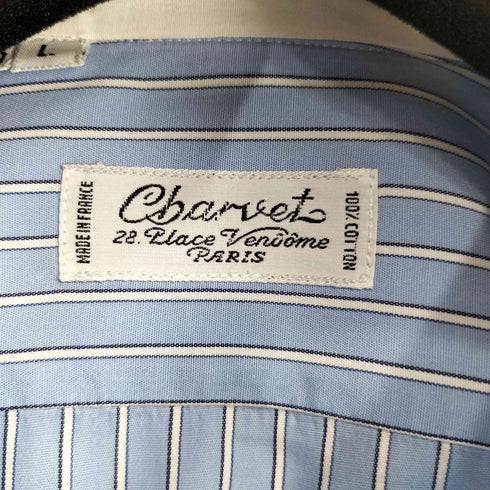 L
MADE IN FRANCE
Charvet
28. Place Vendôme
PARIS
100% COTTON